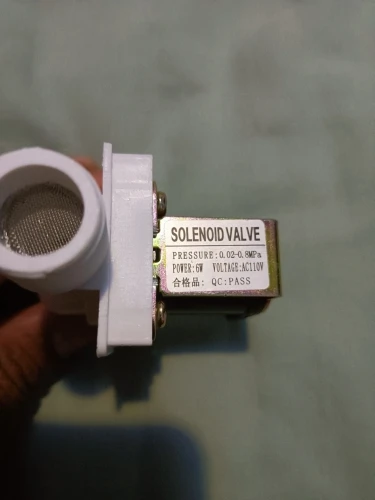 SOLENOID VALVE
PRESSURE:0.02-0.8MPa
POWER:6W VOLTAGE:AC110V
合格品: QC:PASS